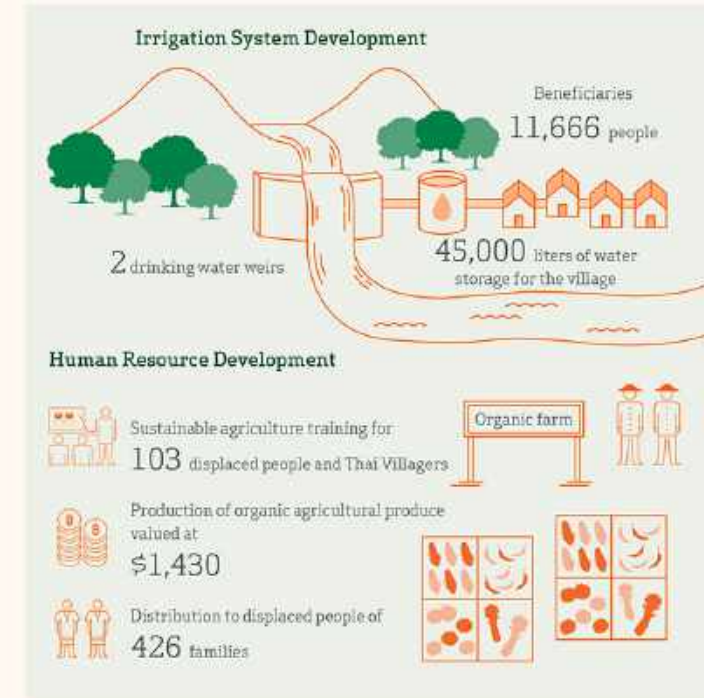 Irrigation System Development
Beneficiaries
11,666 people
2 drinking water weirs
45,000 liters of water
storage for the village
Human Resource Development
Sustainable agriculture training for
103 displaced people and Thai Villagers
Organic farm
Production of organic agricultural produce
valued at
$1,430
Distribution to displaced people of
426 families